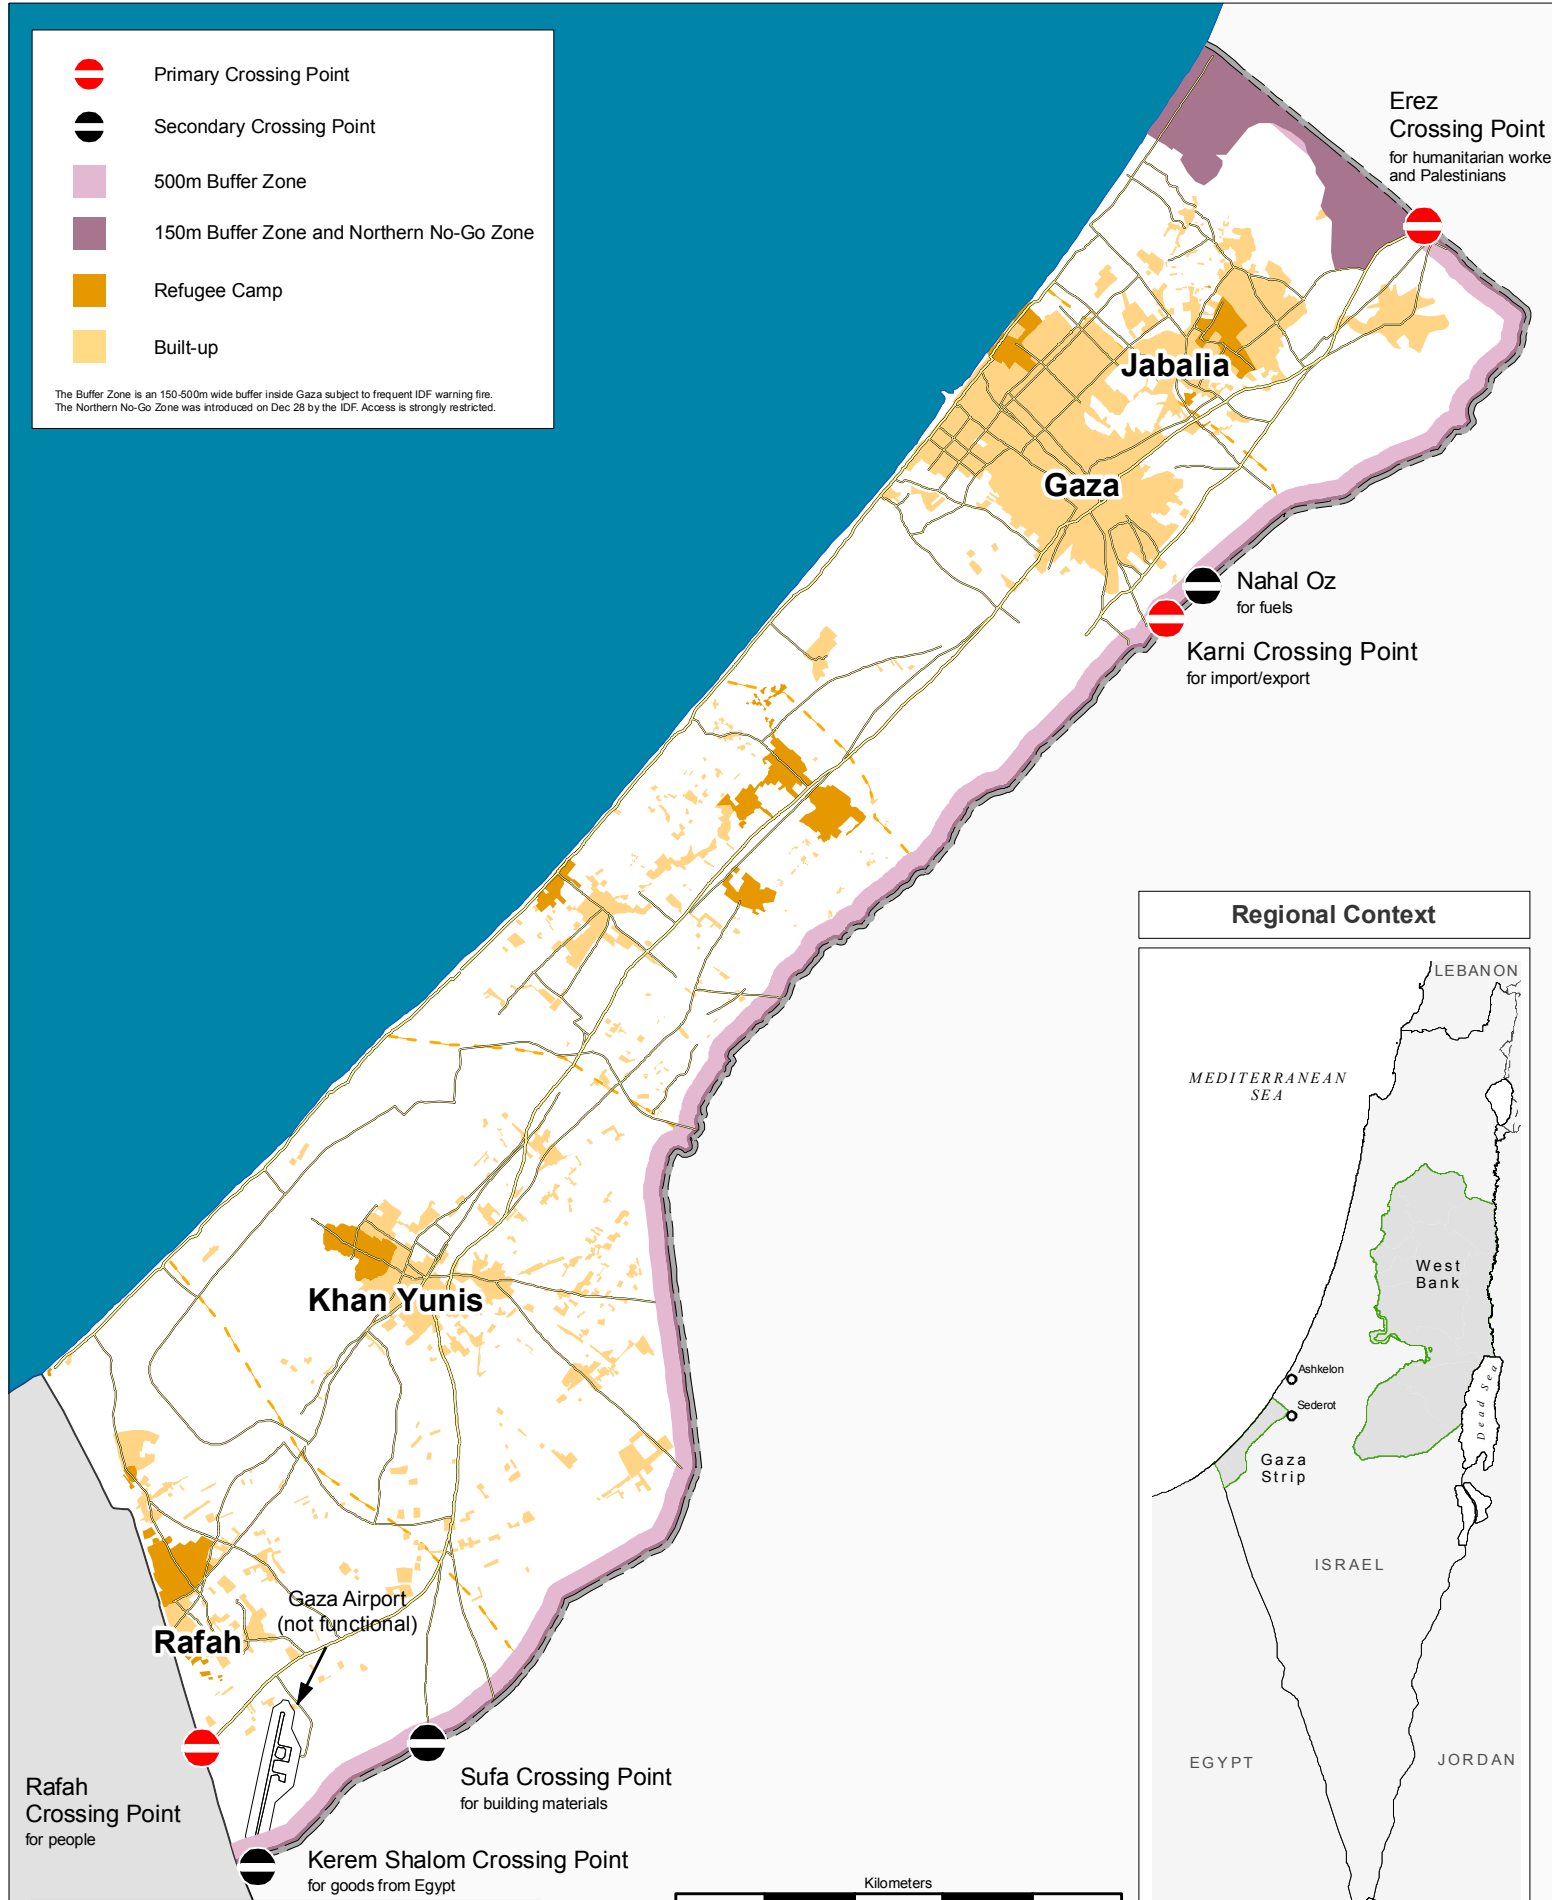 Primary Crossing Point
Secondary Crossing Point
500m Buffer Zone
150m Buffer Zone and Northern No-Go Zone
Refugee Camp
Built-up
The Buffer Zone is an 150-500m wide buffer inside Gaza subject to frequent IDF warning fire.
The Northern No-Go Zone was introduced on Dec 28 by the IDF. Access is strongly restricted.
Erez
Crossing Point
for humanitarian worke
and Palestinians
Jabalia
Gaza
Nahal Oz
for fuels
Karni Crossing Point
for import/export
Khan Yunis
Gaza Airport
(not functional)
Rafah
Rafah
Crossing Point
for people
Sufa Crossing Point
for building materials
Kerem Shalom Crossing Point
for goods from Egypt
Kilometers
Regional Context
LEBANON
MEDITERRANEAN
SEA
West
Bank
Ashkelon
Sederot
Dead Sea
Gaza
Strip
ISRAEL
EGYPT
JORDAN